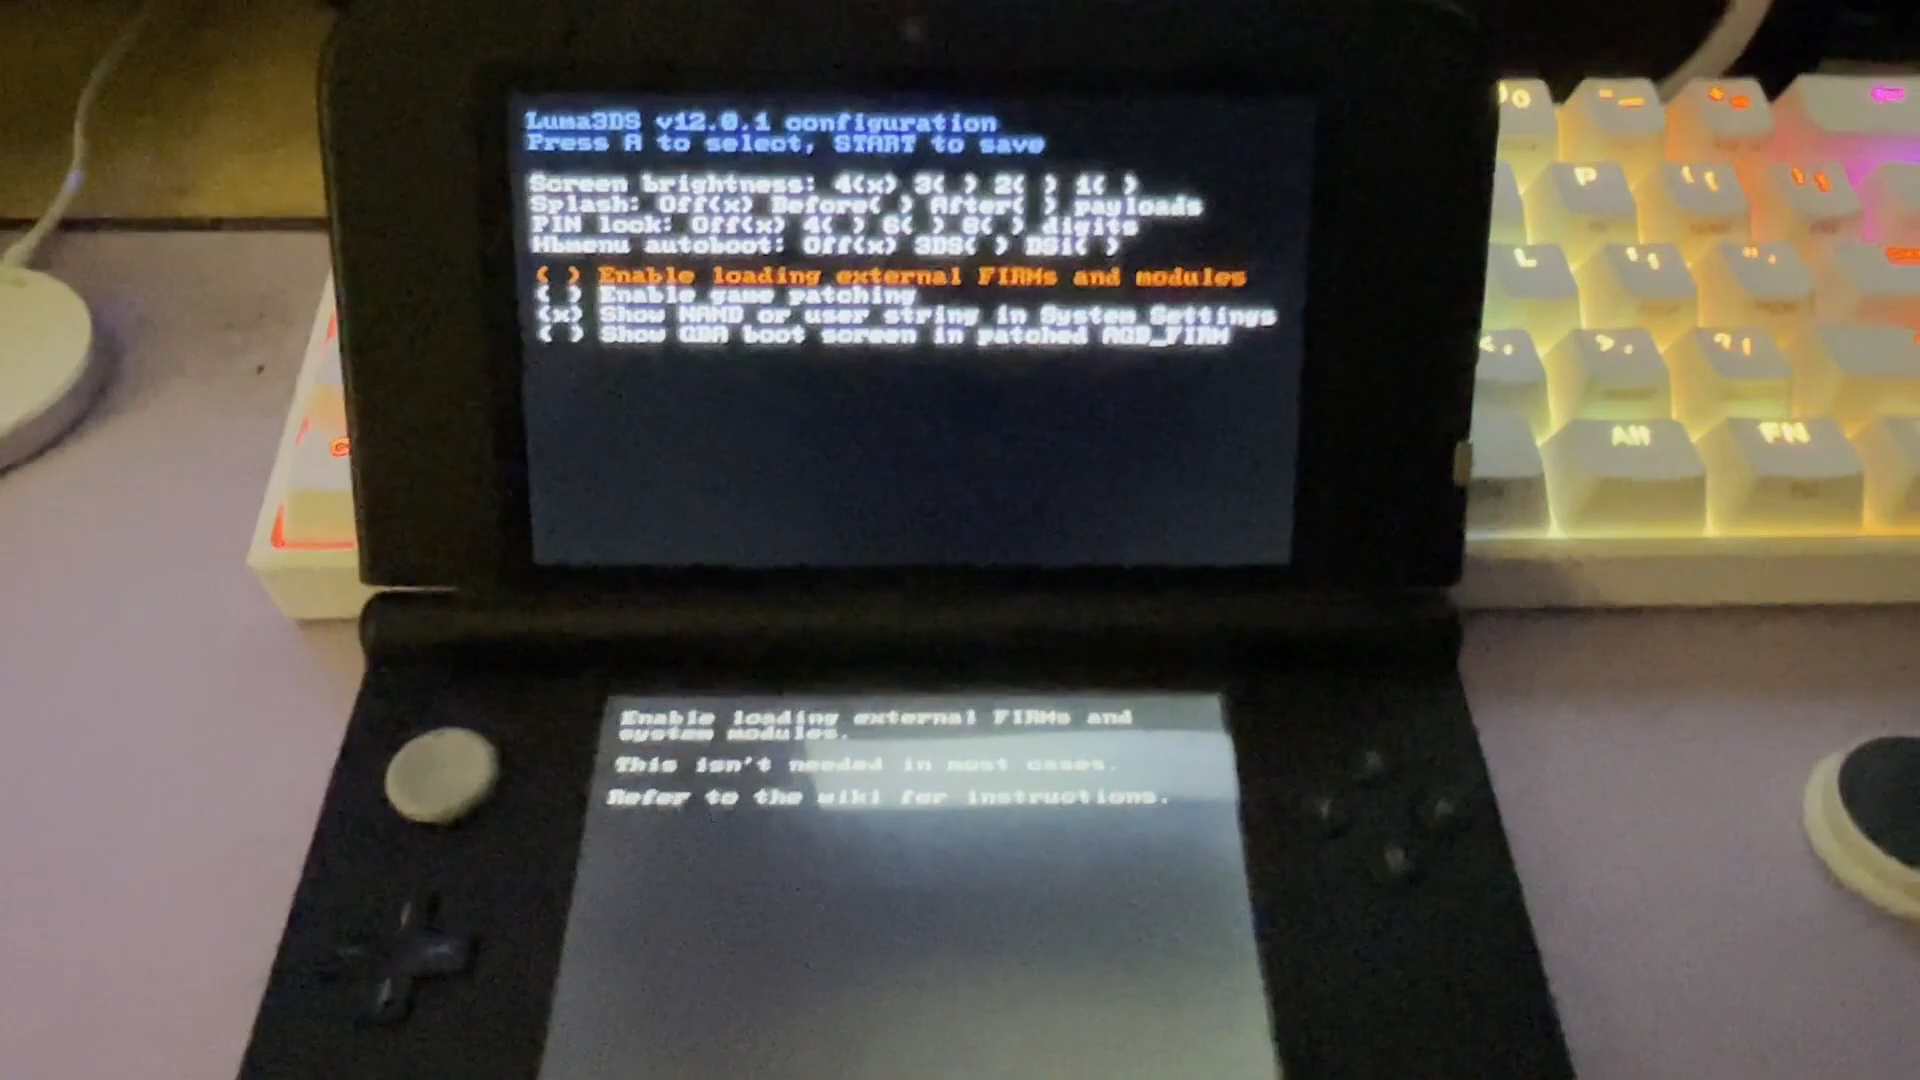 Luma3DS v12.0.1 configuration
Press A to select, START to save
Screen brightness: 4(x) 3( ) 2( ) 1( )
Splash: Off(x) Before( ) After( ) payloads
PIN lock: Off(x) 4( ) 6( ) 8( ) digits
Hbmenu autoboot: Off(x) 3DS( ) DSi( )
( ) Enable loading external FIRMs and modules
( ) Enable game patching
(x) Show NAND or user string in System Settings
( ) Show GBA boot screen in patched AGB_FIRM
Enable loading external FIRMs and
system modules.
This isn't needed in most cases.
Refer to the wiki for instructions.
P
L
Alt
FN